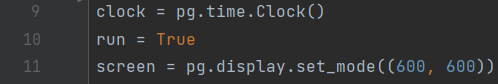 9 clock = pg.time.Clock()
10 run = True
11 screen = pg.display.set_mode((600, 600))